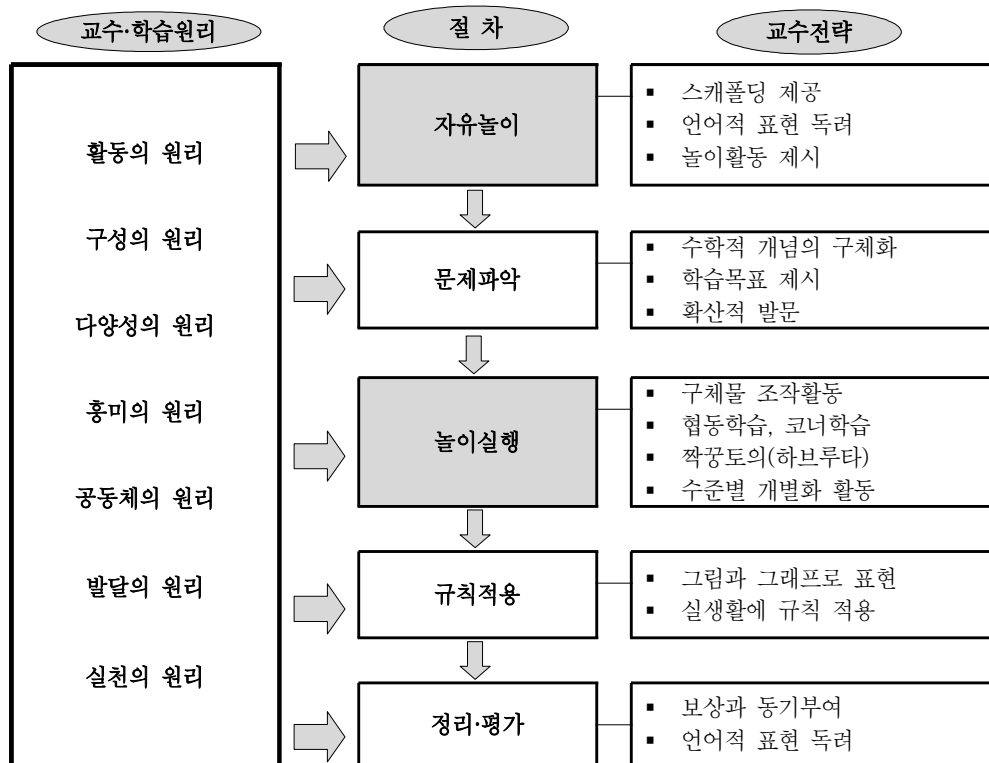 교수·학습원리
절 차
교수전략
활동의 원리
구성의 원리
다양성의 원리
흥미의 원리
공동체의 원리
발달의 원리
실천의 원리
자유놀이
▪ 스캐폴딩 제공
▪ 언어적 표현 독려
▪ 놀이활동 제시
문제파악
▪ 수학적 개념의 구체화
▪ 학습목표 제시
▪ 확산적 발문
놀이실행
▪ 구체물 조작활동
▪ 협동학습, 코너학습
▪ 짝꿍토의(하브루타)
▪ 수준별 개별화 활동
규칙적용
▪ 그림과 그래프로 표현
▪ 실생활에 규칙 적용
정리·평가
▪ 보상과 동기부여
▪ 언어적 표현 독려